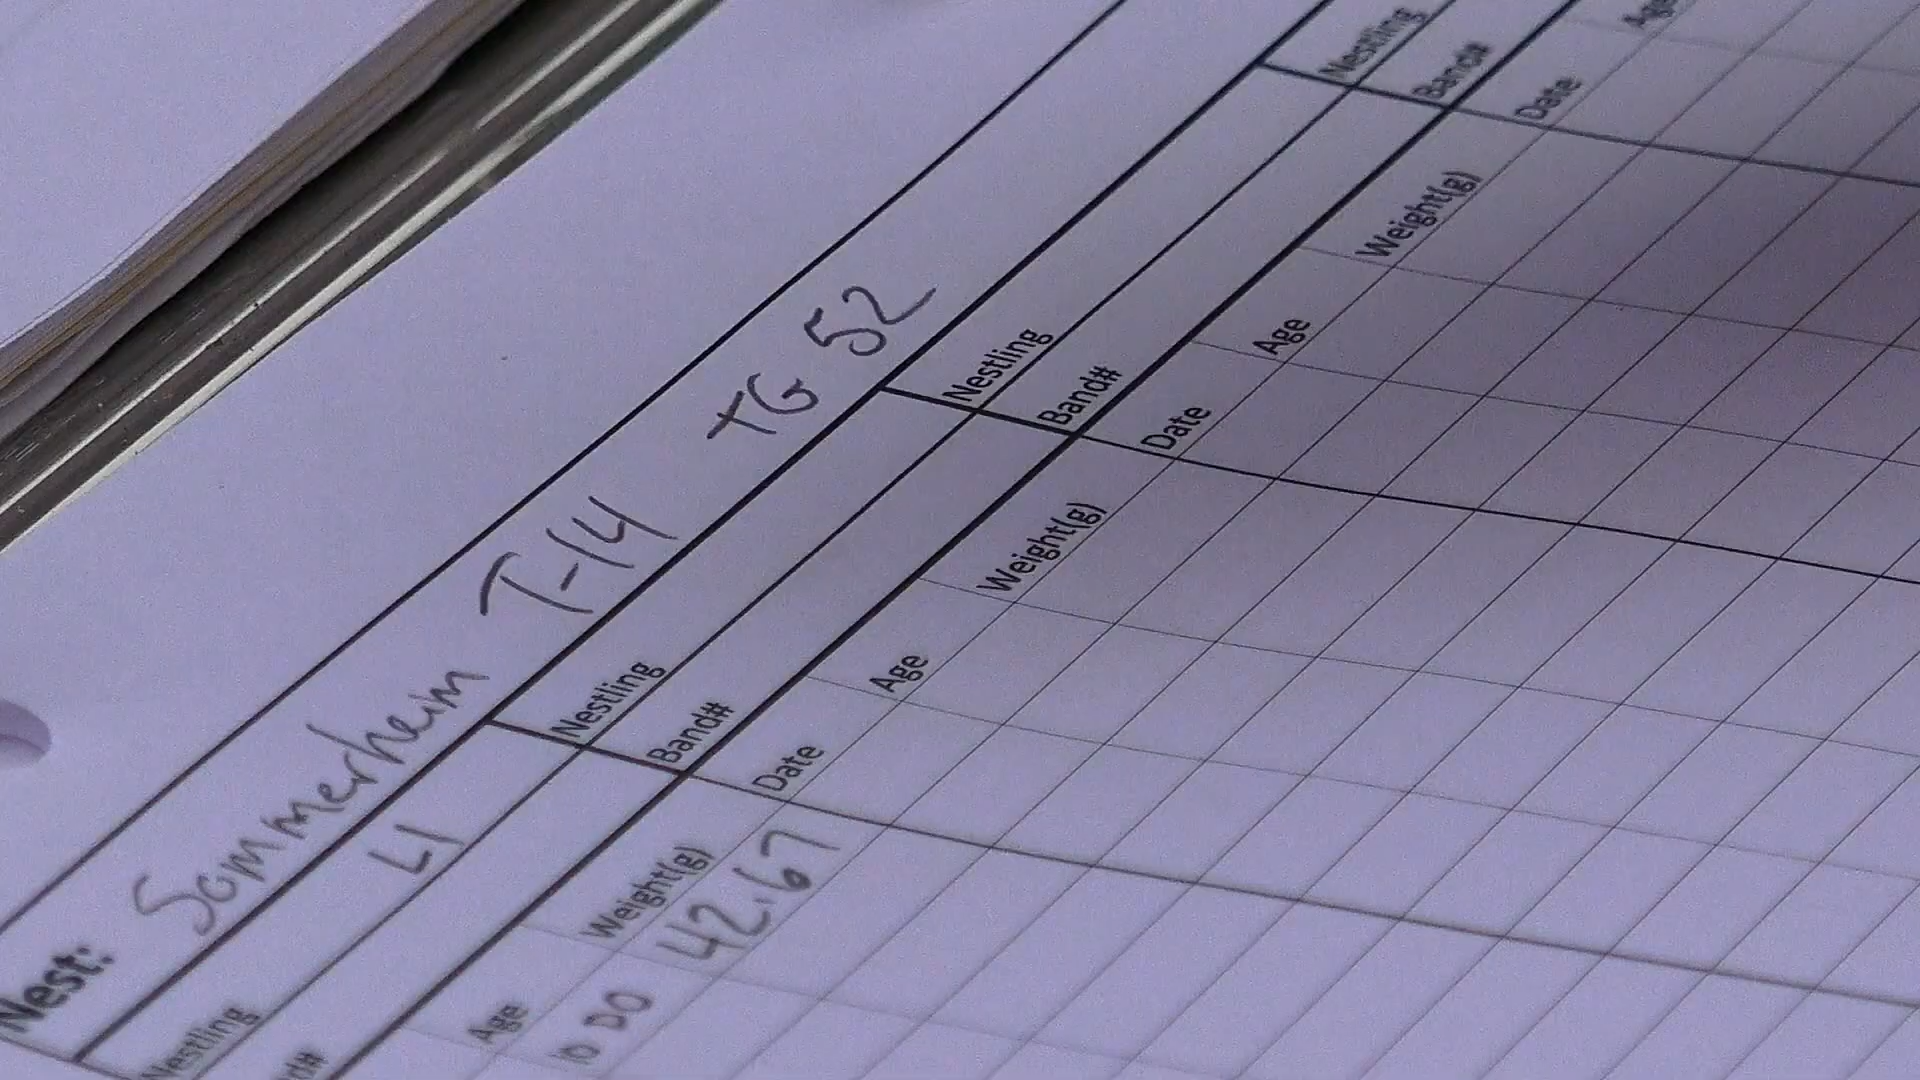 Nest: Sommerheim T-14 TG 52
Nestling L1 Nestling Nestling Nestling
Band# Band# Band#
Age Weight(g) Date Age Weight(g) Date Age Weight(g) Date Age
DO 42.67